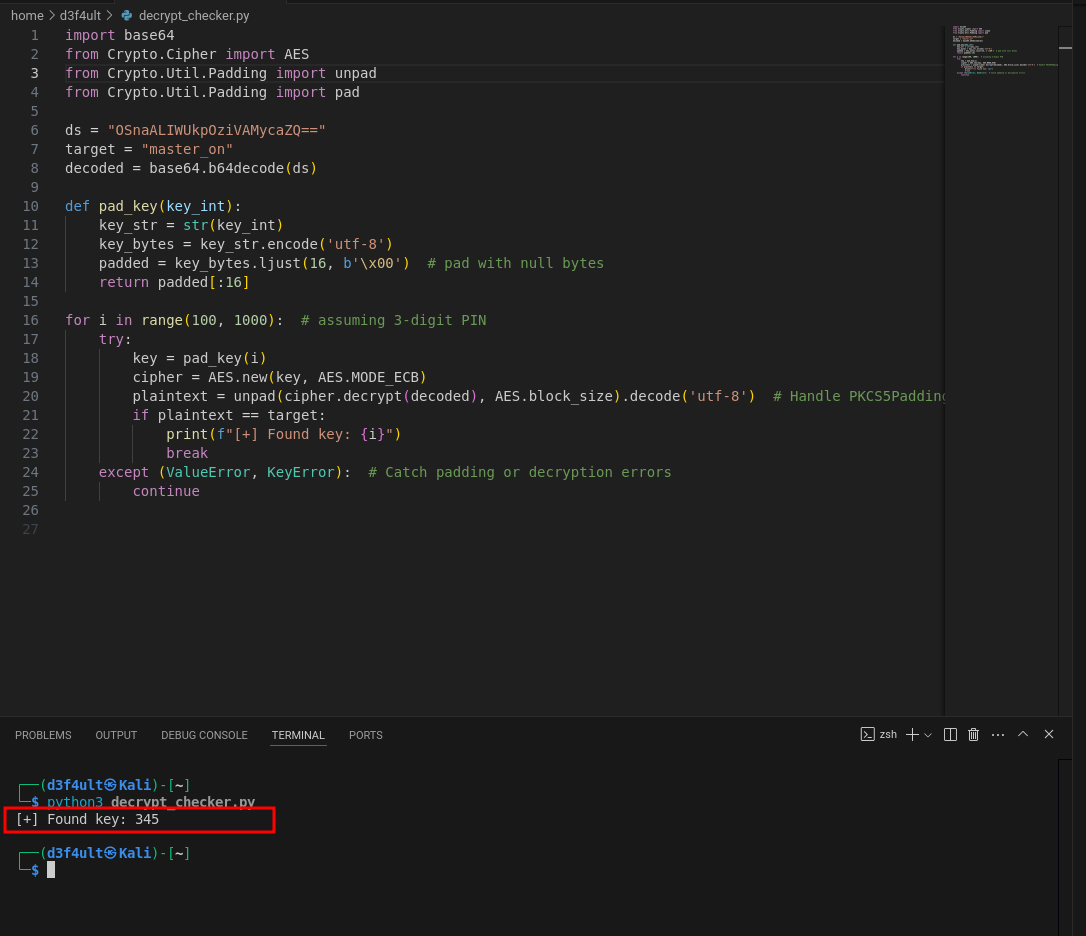 home > d3f4ult > decrypt_checker.py
1 import base64
2 from Crypto.Cipher import AES
3 from Crypto.Util.Padding import unpad
4 from Crypto.Util.Padding import pad
5
6 ds = "OSnaALIWUkpOziVAMycaZQ=="
7 target = "master_on"
8 decoded = base64.b64decode(ds)
9
10 def pad_key(key_int):
11     key_str = str(key_int)
12     key_bytes = key_str.encode('utf-8')
13     padded = key_bytes.ljust(16, b'\x00')  # pad with null bytes
14     return padded[:16]
15
16 for i in range(100, 1000):  # assuming 3-digit PIN
17     try:
18         key = pad_key(i)
19         cipher = AES.new(key, AES.MODE_ECB)
20         plaintext = unpad(cipher.decrypt(decoded), AES.block_size).decode('utf-8')  # Handle PKCS5Padding
21         if plaintext == target:
22             print(f"[+] Found key: {i}")
23             break
24     except (ValueError, KeyError):  # Catch padding or decryption errors
25         continue
26
27
PROBLEMS OUTPUT DEBUG CONSOLE TERMINAL PORTS zsh
┌──(d3f4ult㉿Kali)-[~]
└─$ python3 decrypt_checker.py
[+] Found key: 345
┌──(d3f4ult㉿Kali)-[~]
└─$